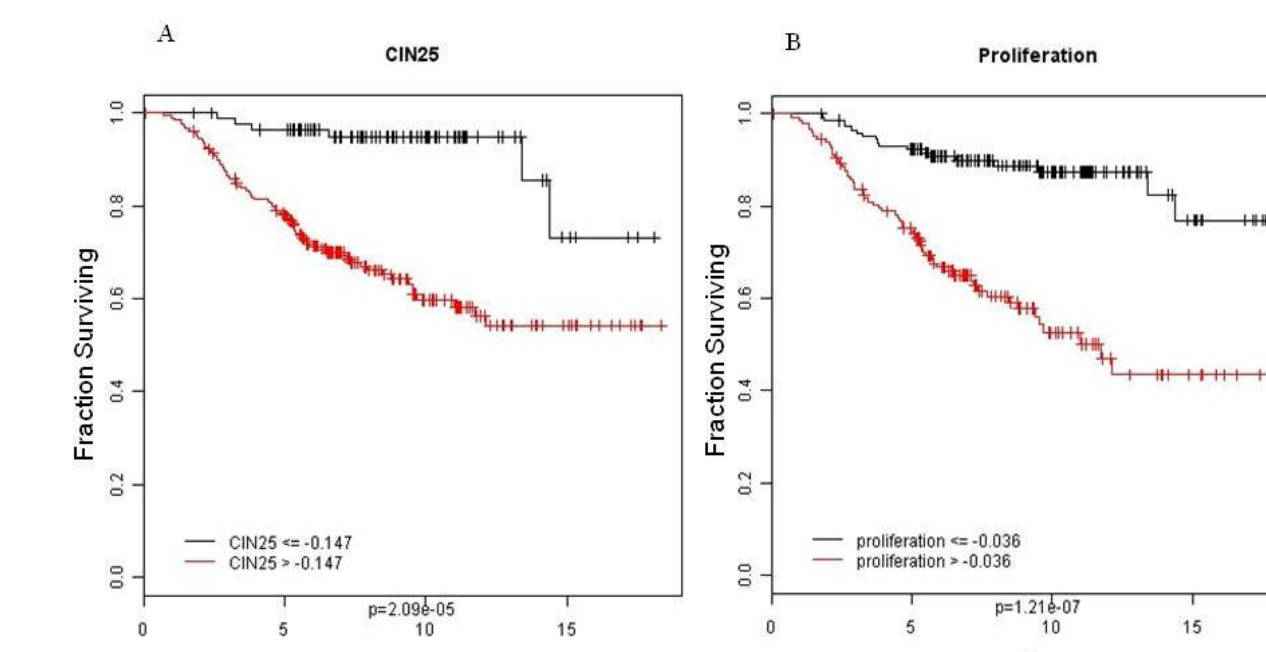 A
CIN25
Fraction Surviving
1.0
0.8
0.6
0.4
0.2
0.0
CIN25 <= -0.147
CIN25 > -0.147
p=2.09e-05
0 5 10 15
B
Proliferation
Fraction Surviving
1.0
0.8
0.6
0.4
0.2
0.0
proliferation <= -0.036
proliferation > -0.036
p=1.21e-07
0 5 10 15